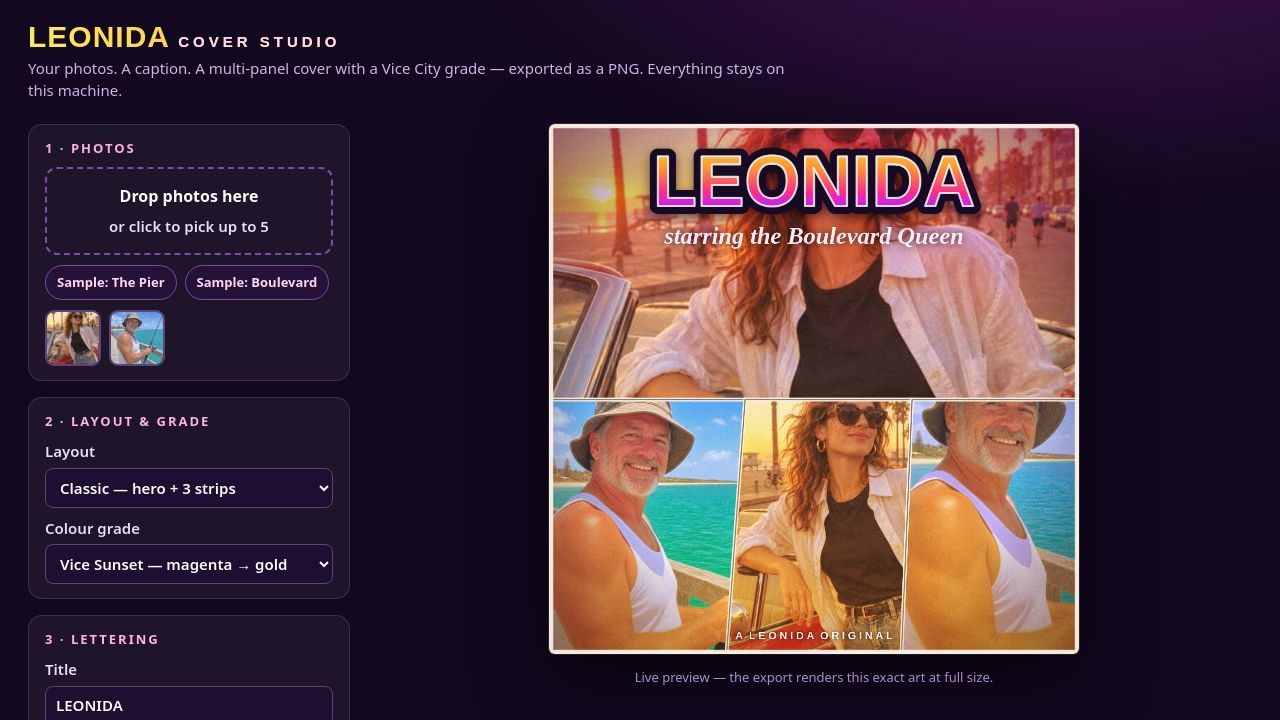 LEONIDA COVER STUDIO
Your photos. A caption. A multi-panel cover with a Vice City grade — exported as a PNG. Everything stays on
this machine.
1 · PHOTOS
Drop photos here
or click to pick up to 5
Sample: The Pier
Sample: Boulevard
2 · LAYOUT & GRADE
Layout
Classic — hero + 3 strips
Colour grade
Vice Sunset — magenta → gold
3 · LETTERING
Title
LEONIDA
LEONIDA
starring the Boulevard Queen
A LEONIDA ORIGINAL
Live preview — the export renders this exact art at full size.